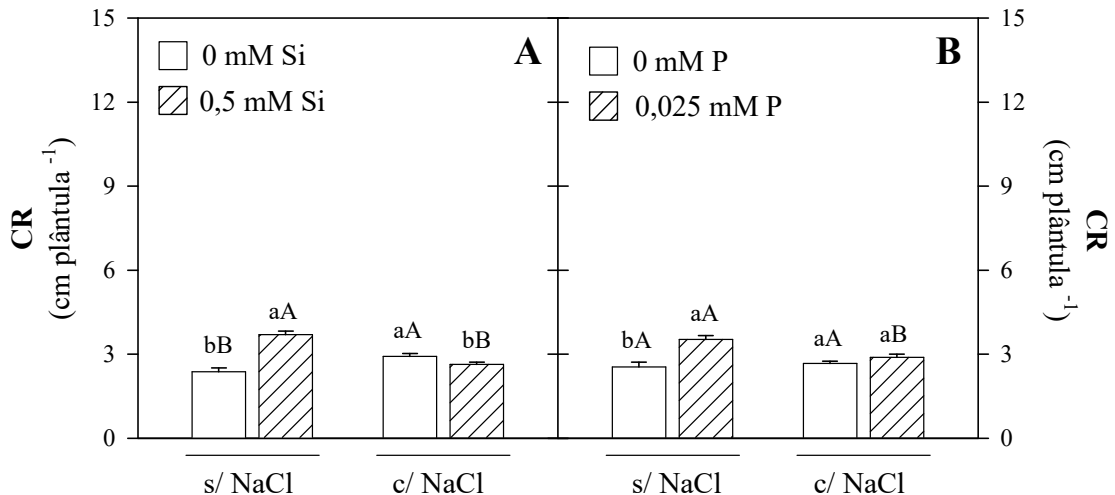 15
12
9
6
3
0
CR
(cm plântula -1)
0 mM Si
0,5 mM Si
A
bB
aA
aA
bB
s/ NaCl
c/ NaCl
0 mM P
0,025 mM P
B
bA
aA
aA
aB
s/ NaCl
c/ NaCl
15
12
9
6
3
0
CR
(cm plântula -1)